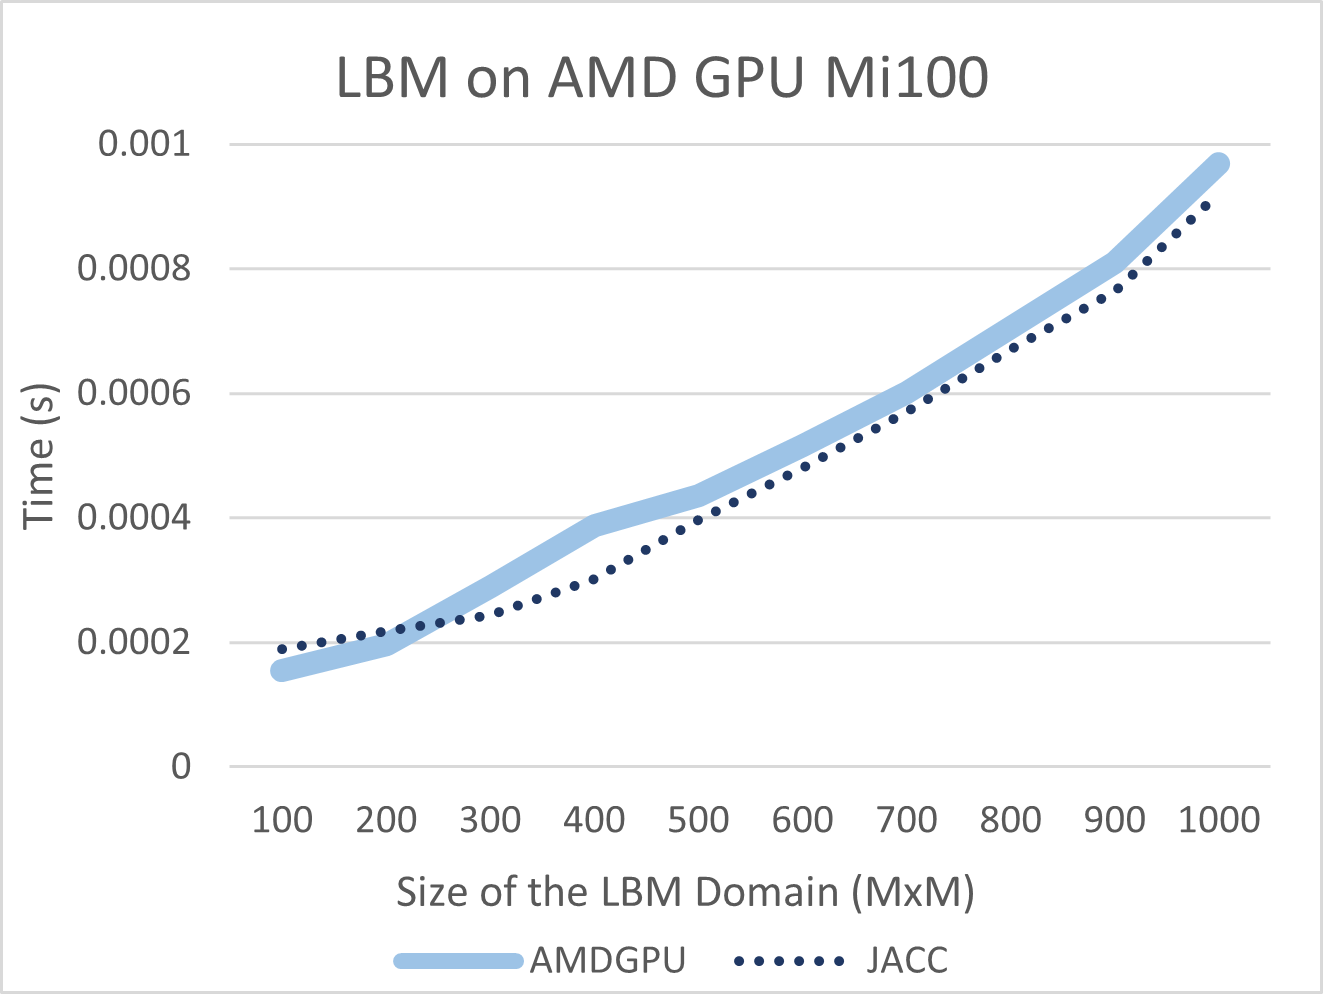 LBM on AMD GPU Mi100
0.001
0.0008
0.0006
0.0004
0.0002
0
Time (s)
100 200 300 400 500 600 700 800 900 1000
Size of the LBM Domain (MxM)
AMDGPU JACC